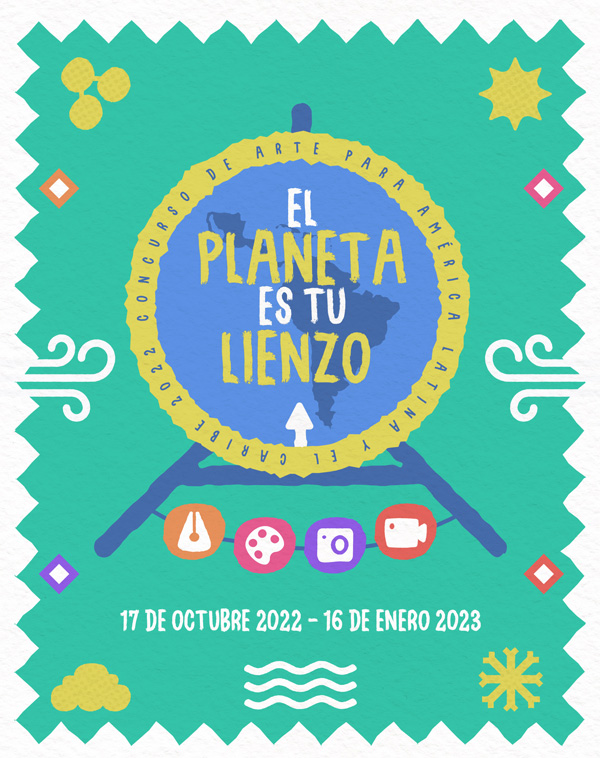 CONCURSO DE ARTE PARA AMÉRICA LATINA Y EL CARIBE 2022
EL
PLANETA
ES TU
LIENZO
17 DE OCTUBRE 2022 - 16 DE ENERO 2023